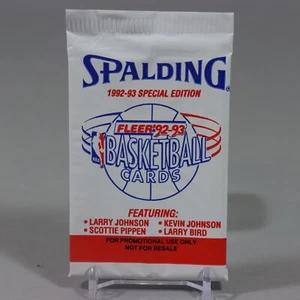 SPALDING®
1992-93 SPECIAL EDITION
FLEER '92-93
NBA BASKETBALL
CARDS
FEATURING:
• LARRY JOHNSON • KEVIN JOHNSON
• SCOTTIE PIPPEN • LARRY BIRD
FOR PROMOTIONAL USE ONLY
NOT FOR RESALE